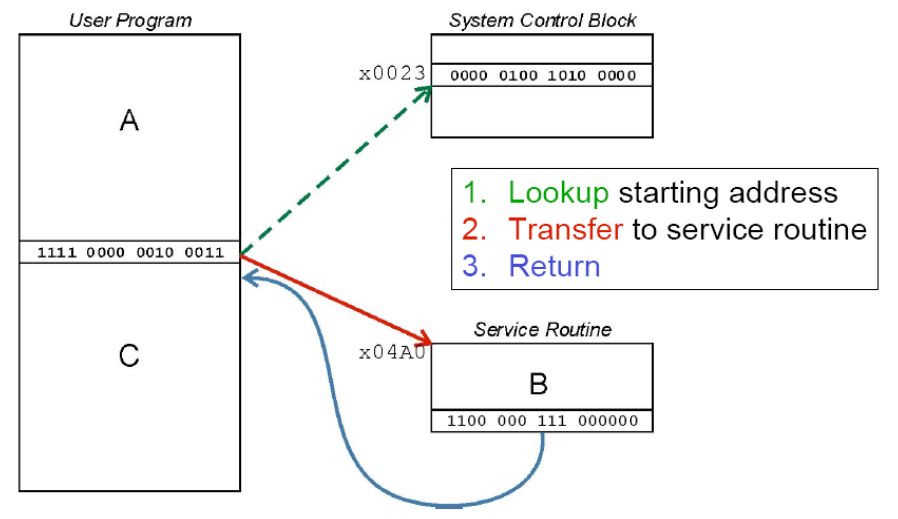 User Program
System Control Block
x0023
0000 0100 1010 0000
A
1. Lookup starting address
2. Transfer to service routine
3. Return
1111 0000 0010 0011
Service Routine
x04A0
C
B
1100 000 111 000000